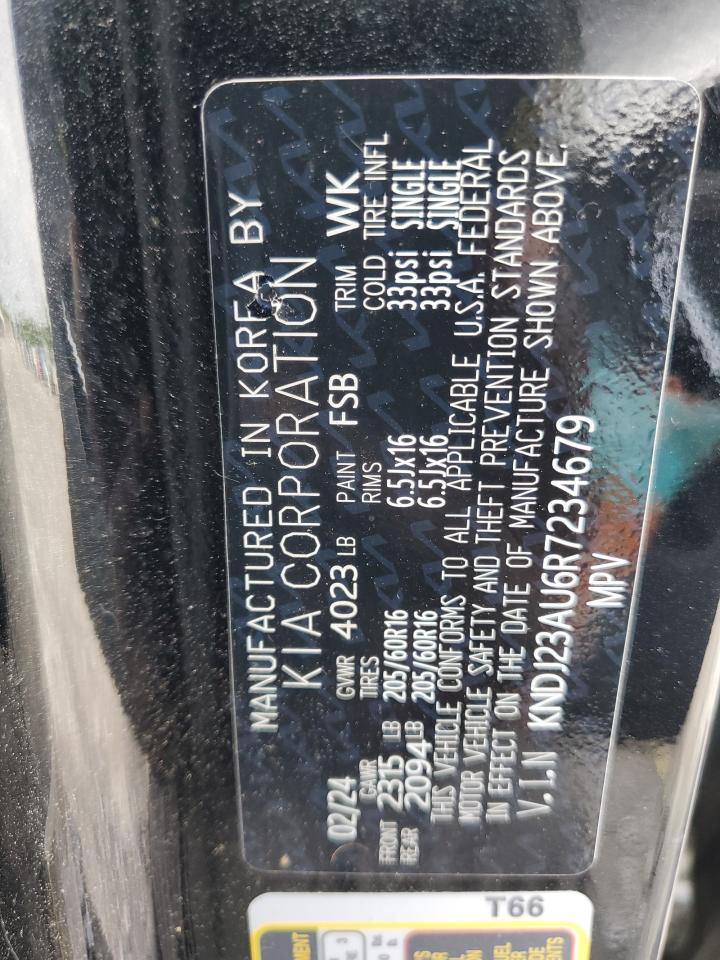 MANUFACTURED IN KOREA BY
KIA CORPORATION
02/24 GVWR 4023 LB PAINT FSB TRIM WK
GAWR TIRES RIMS COLD TIRE INFL
FRONT 2315 LB 205/60R16 6.5Jx16 33psi SINGLE
REAR 2094 LB 205/60R16 6.5Jx16 33psi SINGLE
THIS VEHICLE CONFORMS TO ALL APPLICABLE U.S.A. FEDERAL
MOTOR VEHICLE SAFETY AND THEFT PREVENTION STANDARDS
IN EFFECT ON THE DATE OF MANUFACTURE SHOWN ABOVE.
V.I.N KNDJ23AU6R7234679
MPV
T66